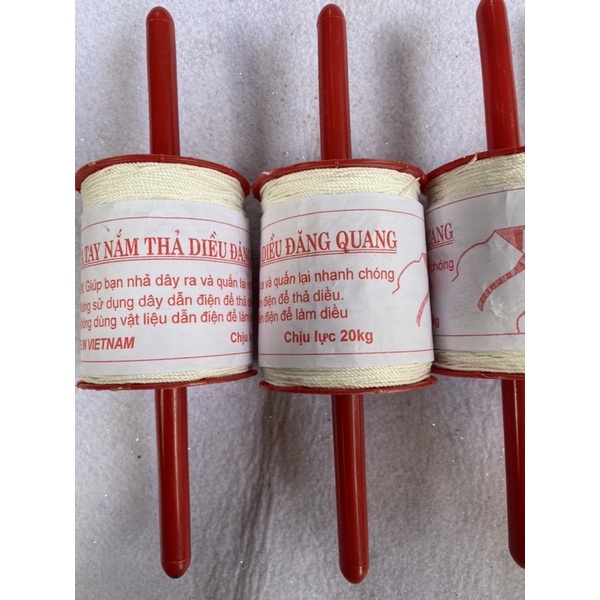 TAY NẮM THẢ DIỀU ĐĂNG
Giúp bạn nhả dây ra và quấn lại
sử dụng dây dẫn điện để thả
dùng vật liệu dẫn điện để làm
VIETNAM Chịu
DIỀU ĐĂNG QUANG
ra và quấn lại nhanh chóng
điện để thả diều.
điện để làm diều
Chịu lực 20kg
QUANG
chóng